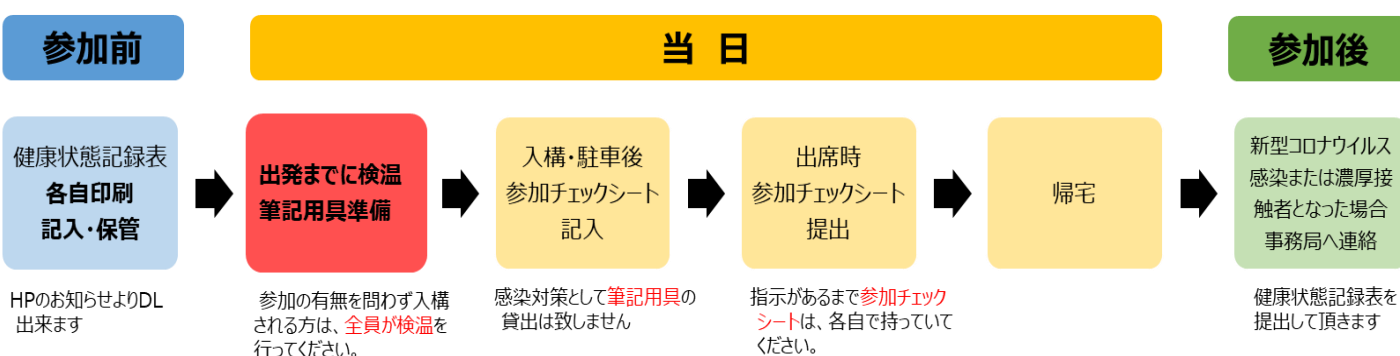 参加前
当 日
参加後
健康状態記録表
各自印刷
記入・保管
出発までに検温
筆記用具準備
入構・駐車後
参加チェックシート
記入
出席時
参加チェックシート
提出
帰宅
新型コロナウイルス
感染または濃厚接
触者となった場合
事務局へ連絡
HPのお知らせよりDL
出来ます
参加の有無を問わず入構
される方は、全員が検温を
行ってください。
感染対策として筆記用具の
貸出は致しません
指示があるまで参加チェック
シートは、各自で持っていて
ください。
健康状態記録表を
提出して頂きます